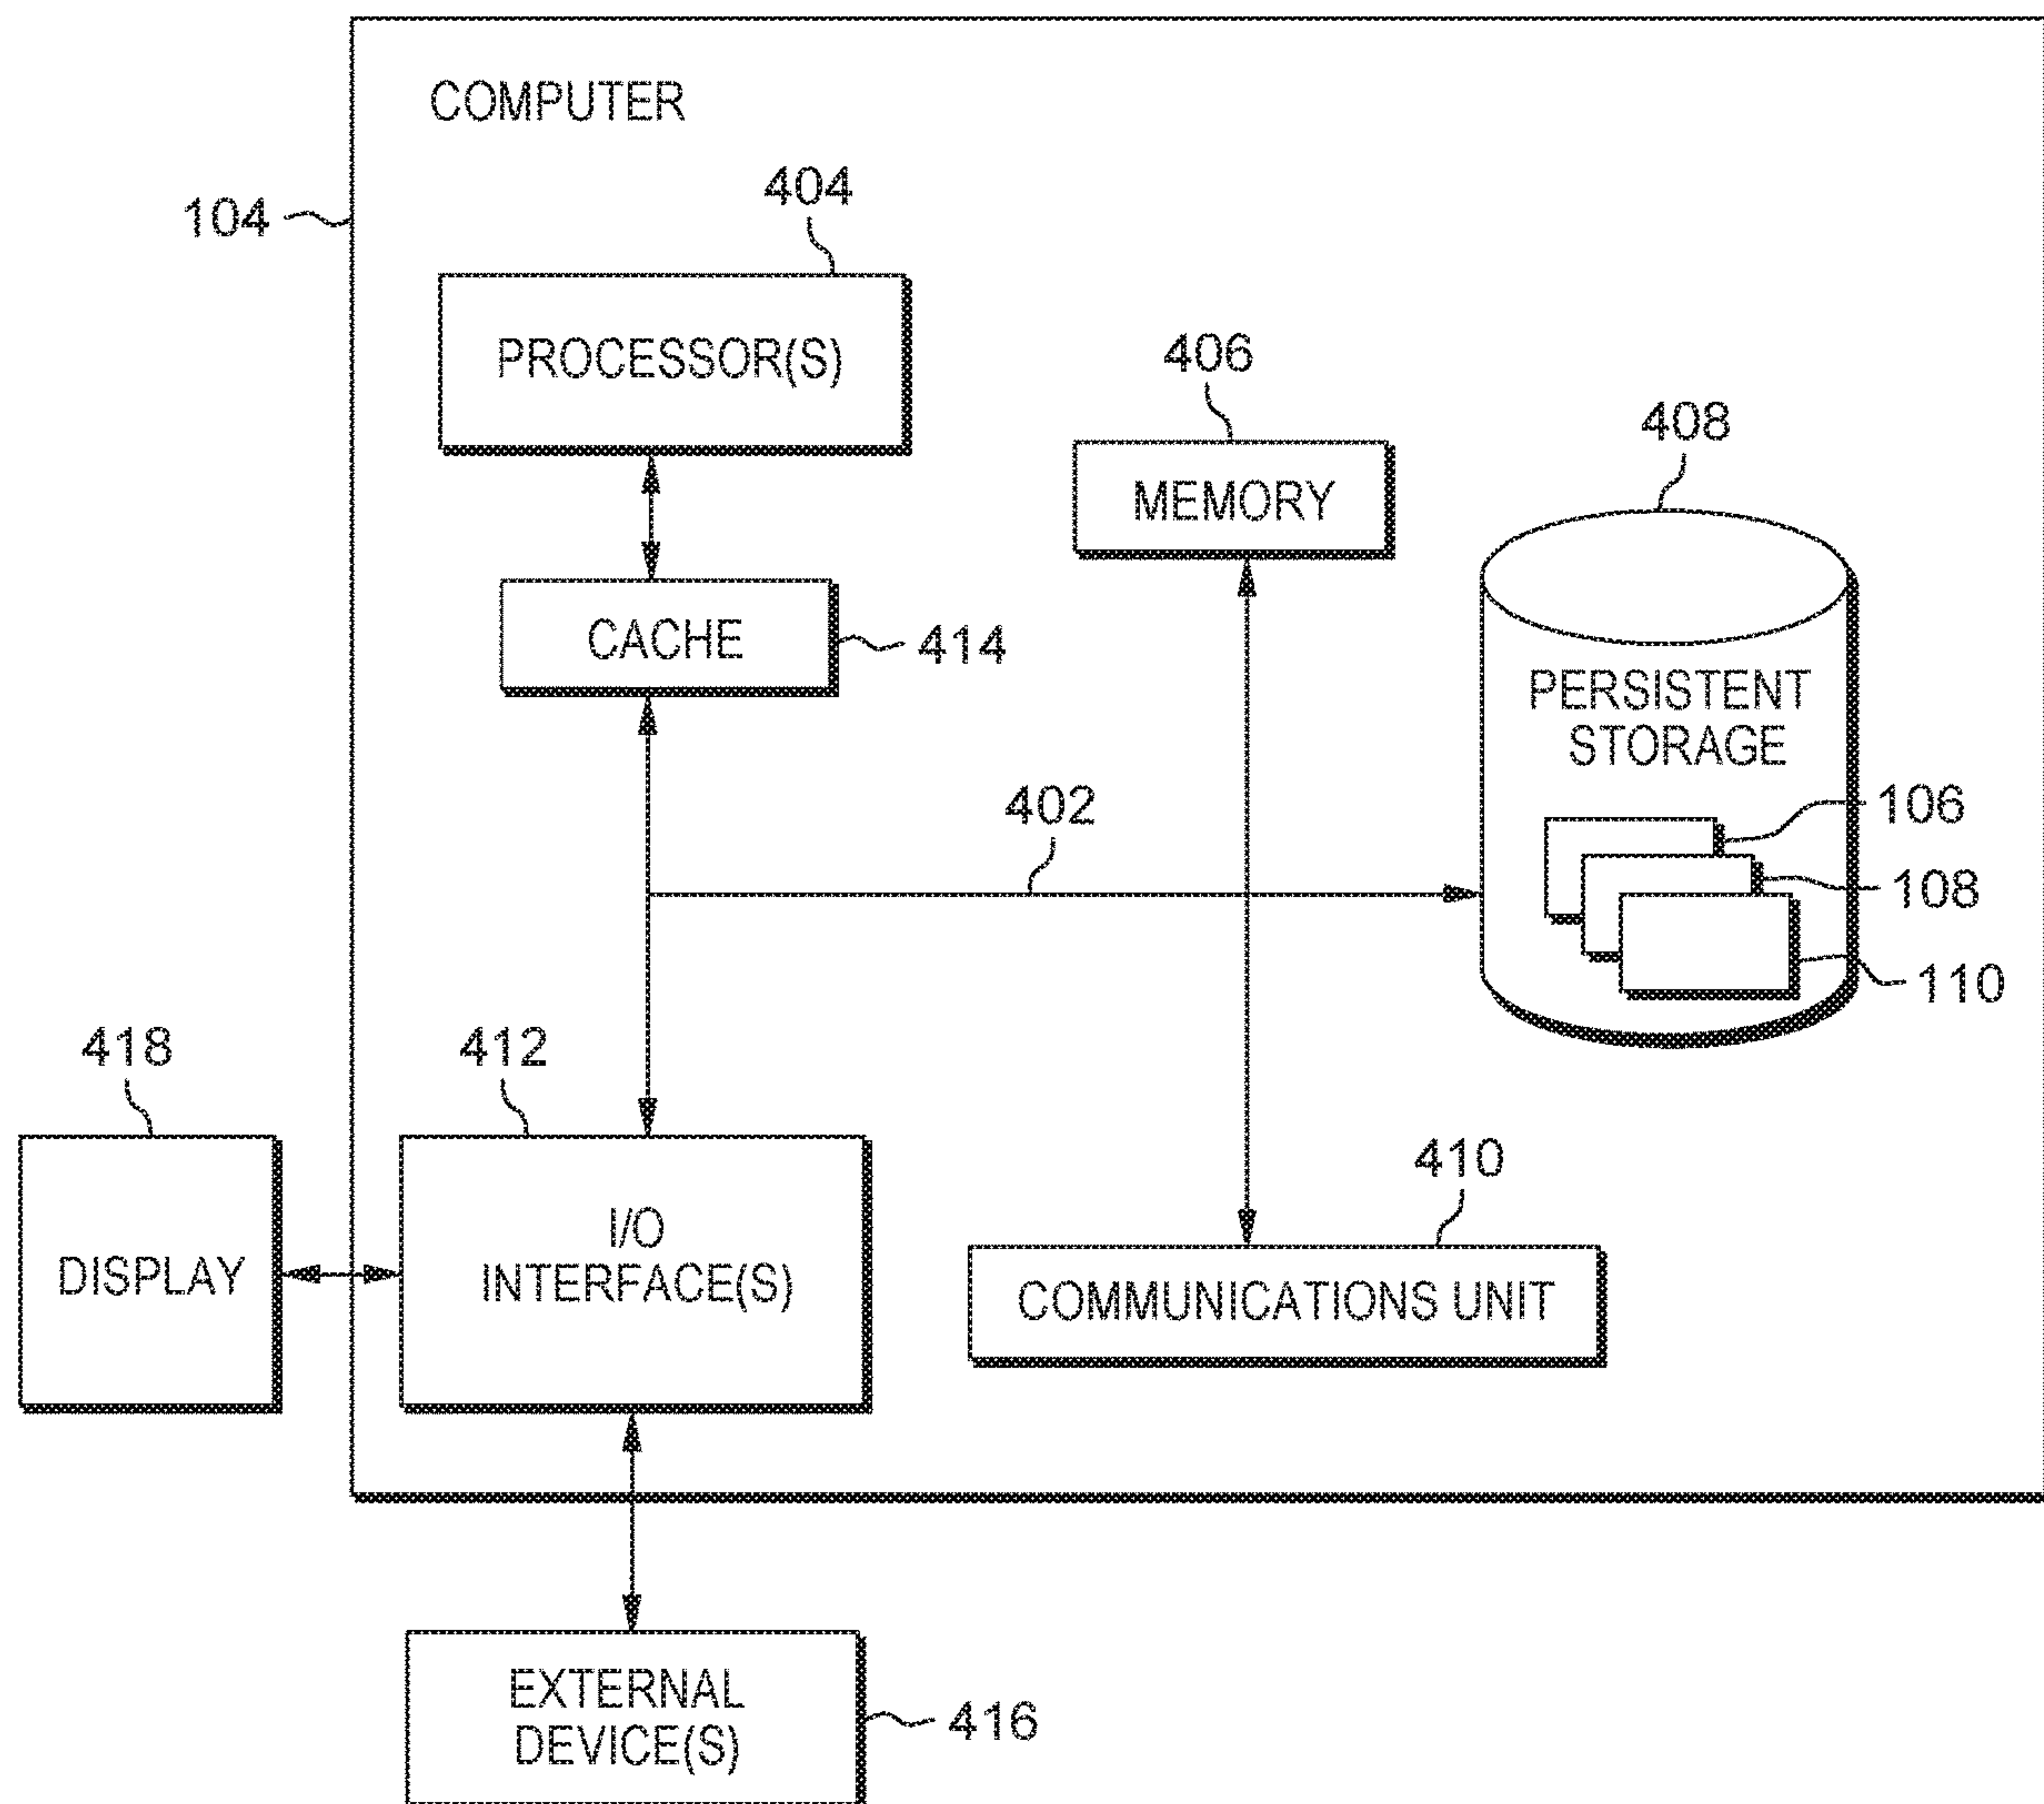 COMPUTER
404
104
PROCESSOR(S)
406
408
MEMORY
CACHE
414
PERSISTENT
STORAGE
402
106
108
110
418
412
410
DISPLAY
I/O
INTERFACE(S)
COMMUNICATIONS UNIT
EXTERNAL
DEVICE(S)
416